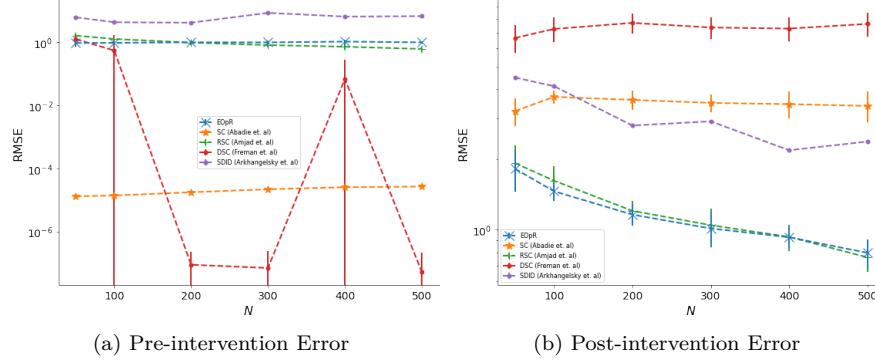 10^0
10^-2
10^-4
10^-6
RMSE
EOpR
SC (Abadie et. al)
RSC (Amjad et. al)
DSC (Freman et. al)
SDID (Arkhangelsky et. al)
100 200 300 400 500
N
(a) Pre-intervention Error
10^0
RMSE
EOpR
SC (Abadie et. al)
RSC (Amjad et. al)
DSC (Freman et. al)
SDID (Arkhangelsky et. al)
100 200 300 400 500
N
(b) Post-intervention Error